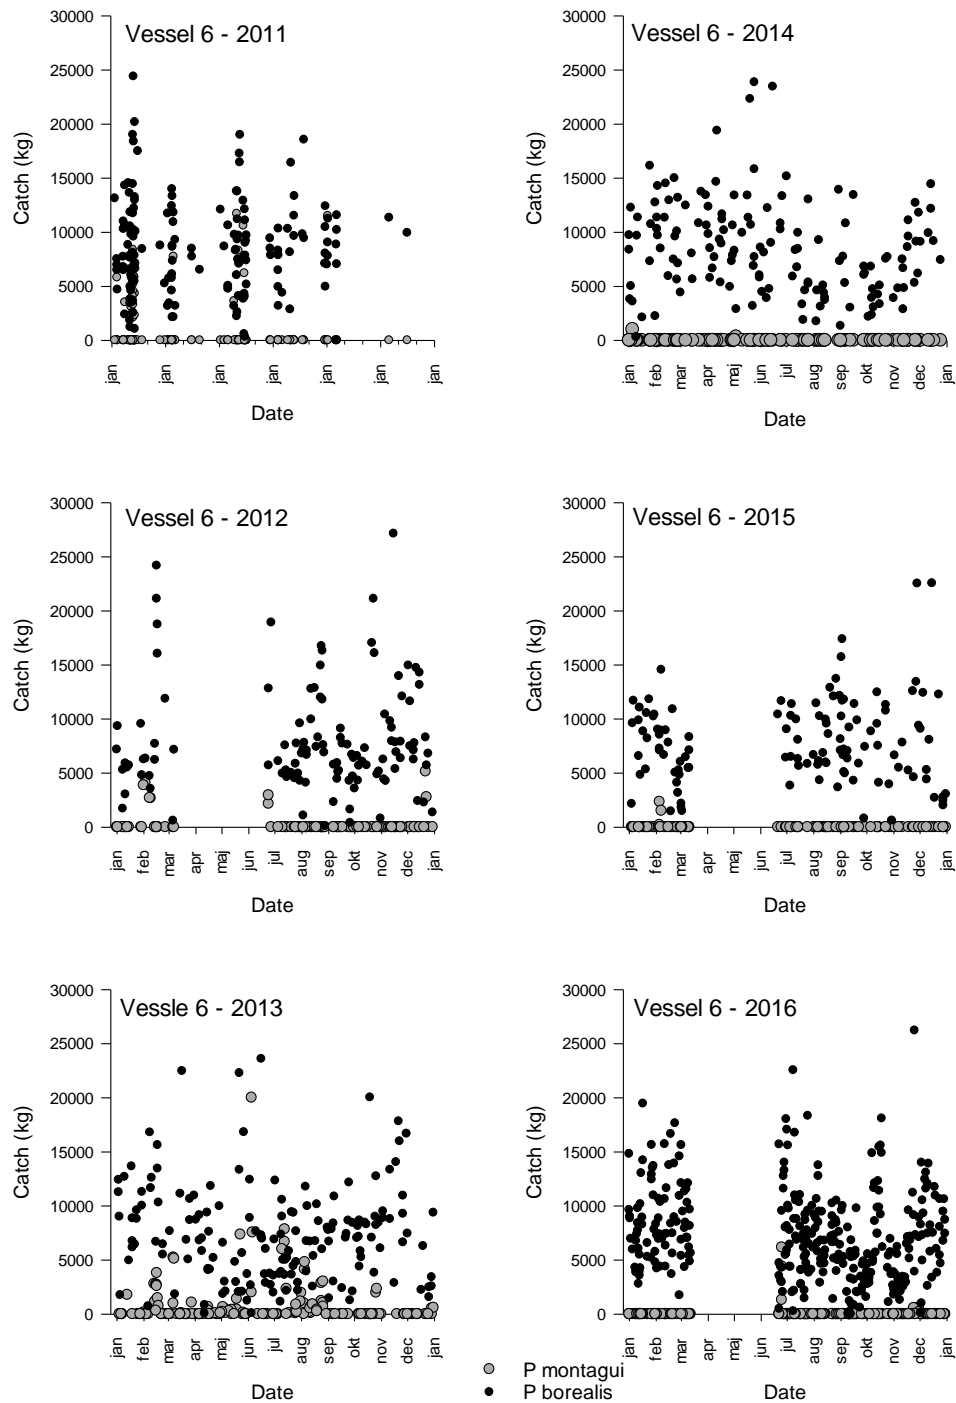 Vessel 6 - 2011
30000
25000
20000
15000
10000
5000
0
Catch (kg)
jan
jan
jan
jan
jan
jan
jan
Date
Vessel 6 - 2014
30000
25000
20000
15000
10000
5000
0
Catch (kg)
jan
feb
mar
apr
maj
jun
jul
aug
sep
okt
nov
dec
jan
Date
Vessel 6 - 2012
30000
25000
20000
15000
10000
5000
0
Catch (kg)
jan
feb
mar
apr
maj
jun
jul
aug
sep
okt
nov
dec
jan
Date
Vessel 6 - 2015
30000
25000
20000
15000
10000
5000
0
Catch (kg)
jan
feb
mar
apr
maj
jun
jul
aug
sep
okt
nov
dec
jan
Date
Vessle 6 - 2013
30000
25000
20000
15000
10000
5000
0
Catch (kg)
jan
feb
mar
apr
maj
jun
jul
aug
sep
okt
nov
dec
jan
Date
Vessel 6 - 2016
30000
25000
20000
15000
10000
5000
0
Catch (kg)
jan
feb
mar
apr
maj
jun
jul
aug
sep
okt
nov
dec
jan
Date
P montagui
P borealis